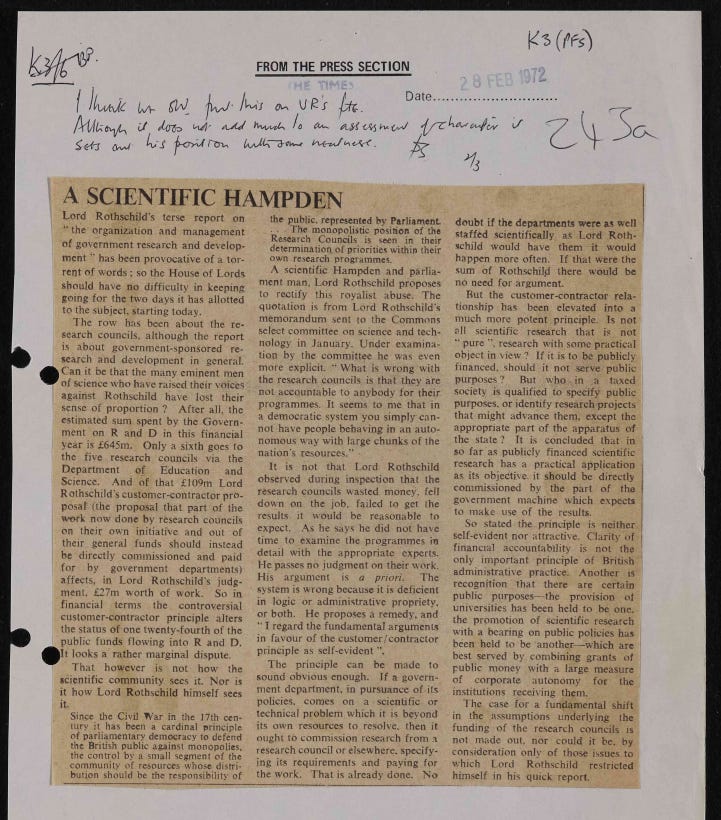 K3(PFs)
K3/6
FROM THE PRESS SECTION
THE TIMES
28 FEB 1972
Date
I think we shd. put this on VR's file.
Although it does not add much to an assessment of character it
sets out his position with some neatness.
2/3
243a
A SCIENTIFIC HAMPDEN
Lord Rothschild's terse report on
" the organization and management
of government research and develop-
ment " has been provocative of a tor-
rent of words ; so the House of Lords
should have no difficulty in keeping
going for the two days it has allotted
to the subject, starting today.
The row has been about the re-
search councils, although the report
is about government-sponsored re-
search and development in general.
Can it be that the many eminent men
of science who have raised their voices
against Rothschild have lost their
sense of proportion ? After all, the
estimated sum spent by the Govern-
ment on R and D in this financial
year is £645m. Only a sixth goes to
the five research councils via the
Department of Education and
Science. And of that £109m Lord
Rothschild's customer-contractor pro-
posal (the proposal that part of the
work now done by research councils
on their own initiative and out of
their general funds should instead
be directly commissioned and paid
for by government departments)
affects, in Lord Rothschild's judg-
ment, £27m worth of work. So in
financial terms the controversial
customer-contractor principle alters
the status of one twenty-fourth of the
public funds flowing into R and D.
It looks a rather marginal dispute.
That however is not how the
scientific community sees it. Nor is
it how Lord Rothschild himself sees
it.
Since the Civil War in the 17th cen-
tury it has been a cardinal principle
of parliamentary democracy to defend
the British public against monopolies,
the control by a small segment of the
community of resources whose distri-
bution should be the responsibility of
the public, represented by Parliament.
. . . The monopolistic position of the
Research Councils is seen in their
determination of priorities within their
own research programmes.
A scientific Hampden and parlia-
ment man, Lord Rothschild proposes
to rectify this royalist abuse. The
quotation is from Lord Rothschild's
memorandum sent to the Commons
select committee on science and tech-
nology in January. Under examina-
tion by the committee he was even
more explicit. " What is wrong with
the research councils is that they are
not accountable to anybody for their
programmes. It seems to me that in
a democratic system you simply can-
not have people behaving in an auto-
nomous way with large chunks of the
nation's resources."
It is not that Lord Rothschild
observed during inspection that the
research councils wasted money, fell
down on the job, failed to get the
results it would be reasonable to
expect. As he says he did not have
time to examine the programmes in
detail with the appropriate experts.
He passes no judgment on their work.
His argument is a priori. The
system is wrong because it is deficient
in logic or administrative propriety,
or both. He proposes a remedy, and
" I regard the fundamental arguments
in favour of the customer/contractor
principle as self-evident ".
The principle can be made to
sound obvious enough. If a govern-
ment department, in pursuance of its
policies, comes on a scientific or
technical problem which it is beyond
its own resources to resolve, then it
ought to commission research from a
research council or elsewhere, specify-
ing its requirements and paying for
the work. That is already done. No
doubt if the departments were as well
staffed scientifically as Lord Roth-
schild would have them it would
happen more often. If that were the
sum of Rothschild there would be
no need for argument.
But the customer-contractor rela-
tionship has been elevated into a
much more potent principle. Is not
all scientific research that is not
" pure ", research with some practical
object in view ? If it is to be publicly
financed, should it not serve public
purposes ? But who in a taxed
society is qualified to specify public
purposes, or identify research projects
that might advance them, except the
appropriate part of the apparatus of
the state ? It is concluded that in
so far as publicly financed scientific
research has a practical application
as its objective it should be directly
commissioned by the part of the
government machine which expects
to make use of the results.
So stated the principle is neither
self-evident nor attractive. Clarity of
financial accountability is not the
only important principle of British
administrative practice. Another is
recognition that there are certain
public purposes—the provision of
universities has been held to be one,
the promotion of scientific research
with a bearing on public policies has
been held to be another—which are
best served by combining grants of
public money with a large measure
of corporate autonomy for the
institutions receiving them.
The case for a fundamental shift
in the assumptions underlying the
funding of the research councils is
not made out, nor could it be, by
consideration only of those issues to
which Lord Rothschild restricted
himself in his quick report.